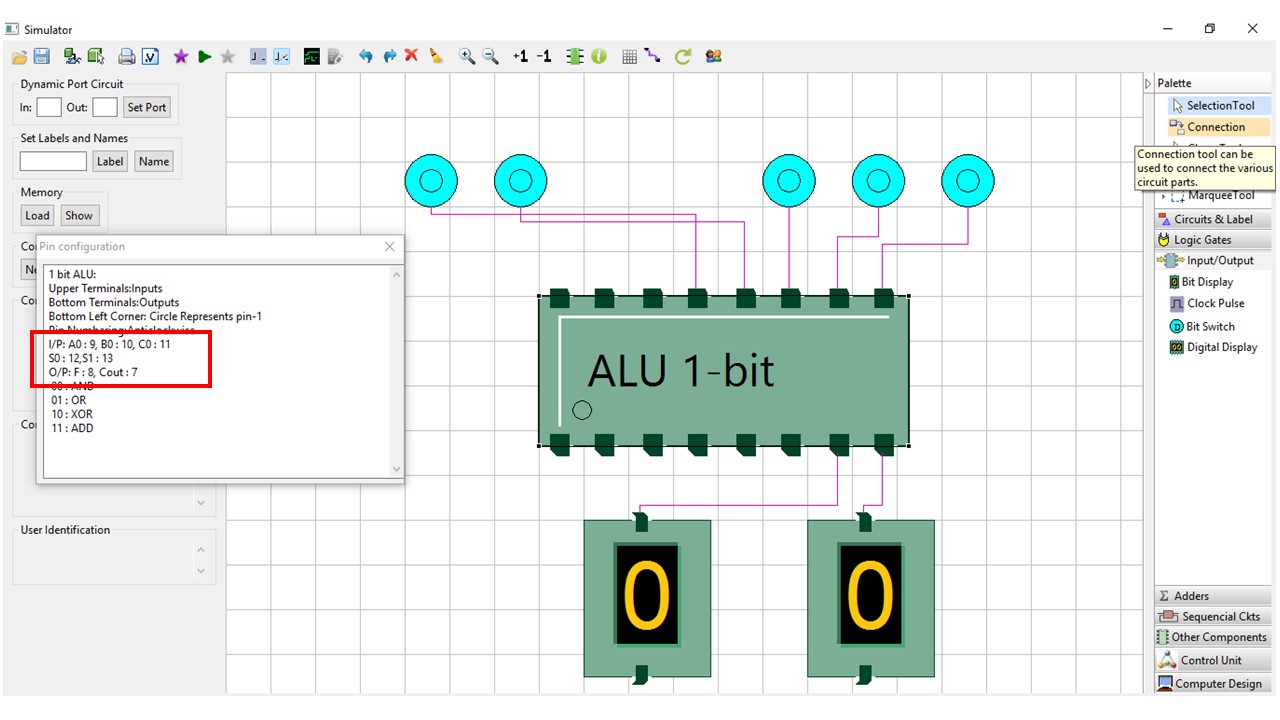 Simulator
+1 -1
Dynamic Port Circuit
In: Out: Set Port
Set Labels and Names
Label Name
Memory
Load Show
Pin configuration
1 bit ALU:
Upper Terminals:Inputs
Bottom Terminals:Outputs
Bottom Left Corner: Circle Represents pin-1
Pin Numbering:Anticlockwise
I/P: A0 : 9, B0 : 10, C0 : 11
S0 : 12,S1 : 13
O/P: F : 8, Cout : 7
00 : AND
01 : OR
10 : XOR
11 : ADD
User Identification
ALU 1-bit
0 0
Palette
SelectionTool
Connection
Connection tool can be
used to connect the various
circuit parts.
MarqueeTool
Circuits & Label
Logic Gates
Input/Output
Bit Display
Clock Pulse
Bit Switch
Digital Display
Adders
Sequencial Ckts
Other Components
Control Unit
Computer Design